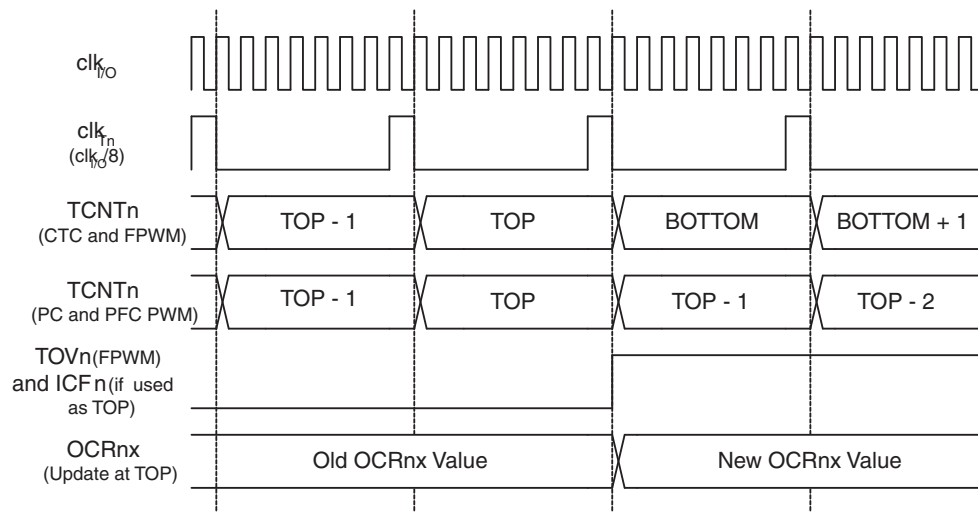 clkI/O
clkTn
(clkI/O/8)
TCNTn
(CTC and FPWM)
TOP - 1 TOP BOTTOM BOTTOM + 1
TCNTn
(PC and PFC PWM)
TOP - 1 TOP TOP - 1 TOP - 2
TOVn(FPWM)
and ICFn(if used
as TOP)
OCRnx
(Update at TOP)
Old OCRnx Value New OCRnx Value